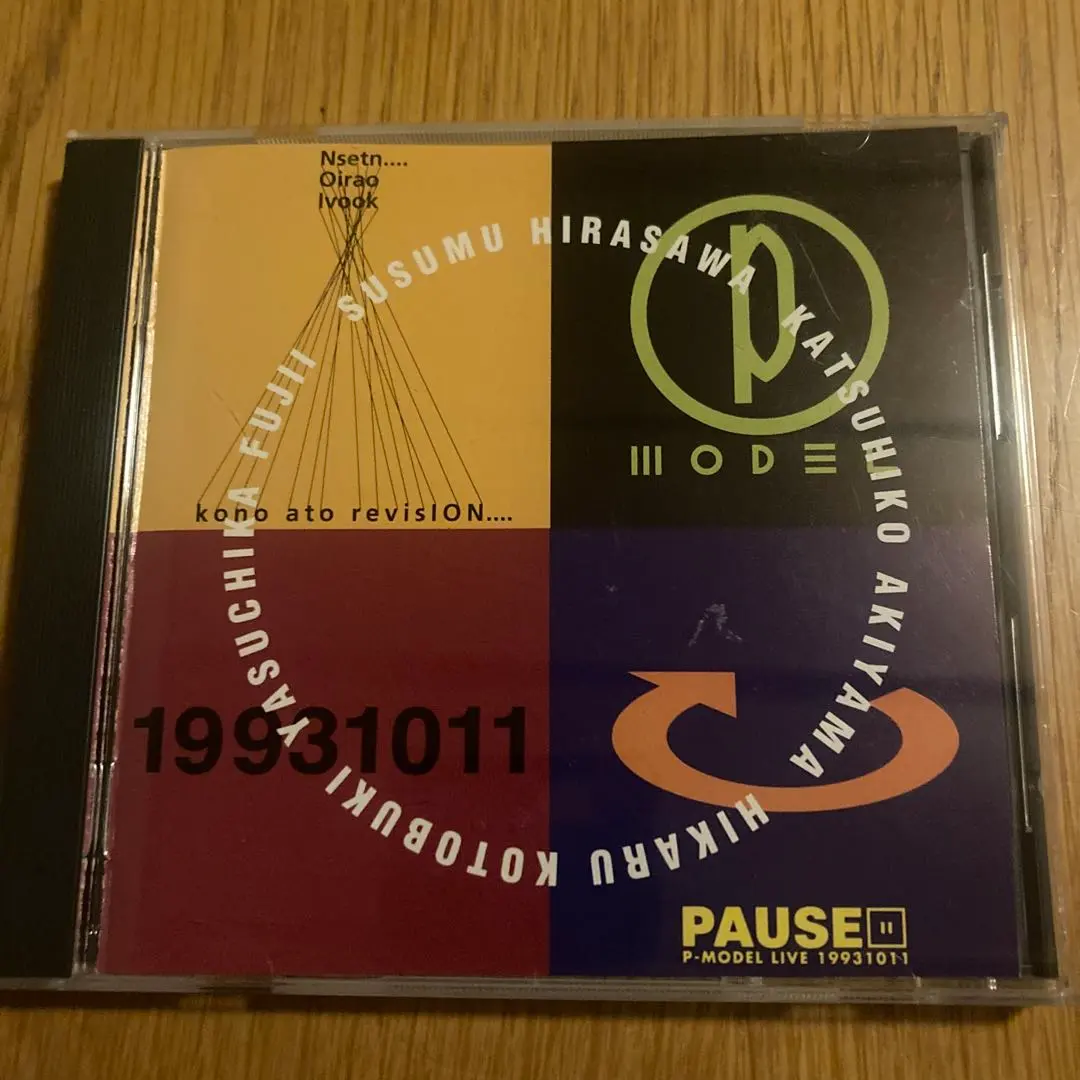 Nsetn....
Oirao
Ivook
kono ato revisION....
SUSUMU HIRASAWA
KATSUHIKO AKIYAMA
HIKARU KOTOBUKI
YASUCHIKA FUJII
P
MODEL
19931011
PAUSE
P-MODEL LIVE 19931011